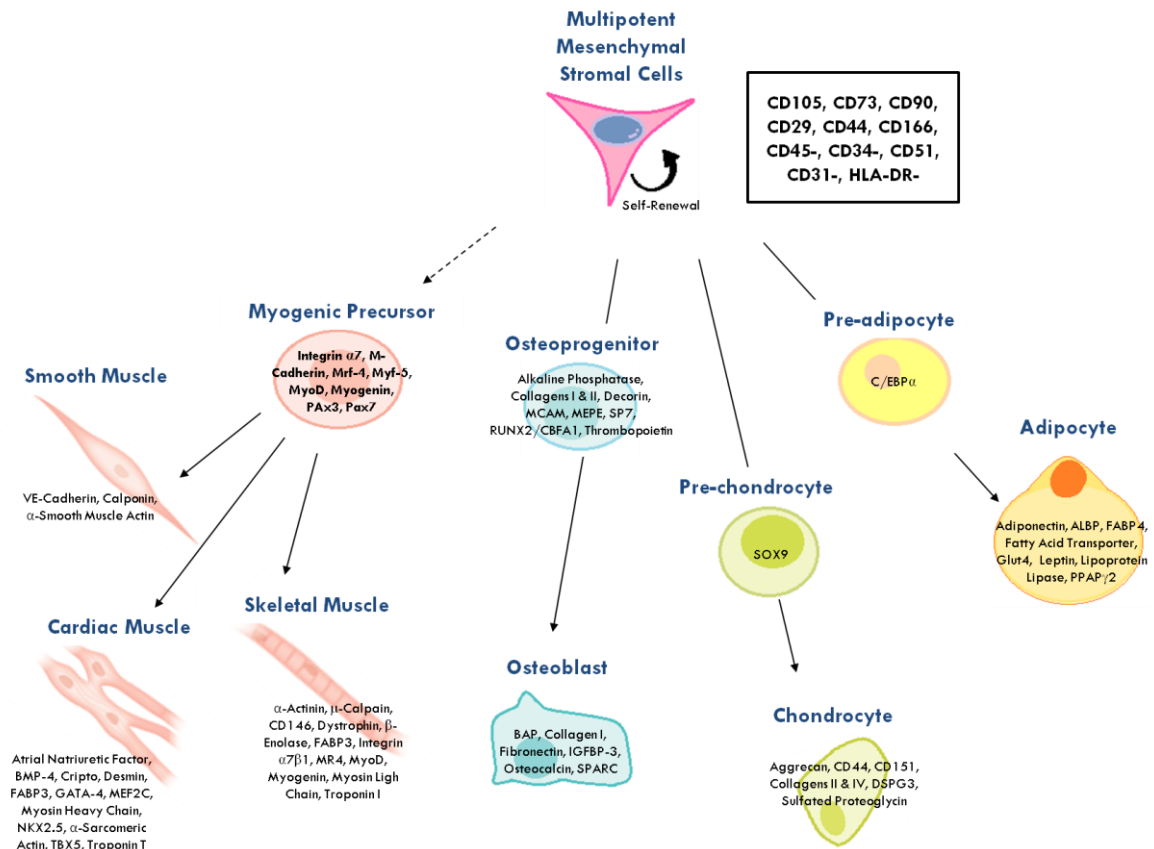 Multipotent
Mesenchymal
Stromal Cells
CD105, CD73, CD90,
CD29, CD44, CD166,
CD45-, CD34-, CD51,
CD31-, HLA-DR-
Self-Renewal
Myogenic Precursor
Integrin α7, M-
Cadherin, Mrf-4, Myf-5,
MyoD, Myogenin,
PAx3, Pax7
Osteoprogenitor
Alkaline Phosphatase,
Collagens I & II, Decorin,
MCAM, MEPE, SP7,
RUNX2/CBFA1, Thrombopoietin
Pre-adipocyte
C/EBPα
Smooth Muscle
VE-Cadherin, Calponin,
α-Smooth Muscle Actin
Adipocyte
Adiponectin, ALBP, FABP4,
Fatty Acid Transporter,
Glut4, Leptin, Lipoprotein
Lipase, PPAPγ2
Pre-chondrocyte
SOX9
Cardiac Muscle
Atrial Natriuretic Factor,
BMP-4, Cripto, Desmin,
FABP3, GATA-4, MEF2C,
Myosin Heavy Chain,
NKX2.5, α-Sarcomeric
Actin, TBX5, Troponin T
Skeletal Muscle
α-Actinin, μ-Calpain,
CD146, Dystrophin, β-
Enolase, FABP3, Integrin
α7β1, MR4, MyoD,
Myogenin, Myosin Ligh
Chain, Troponin I
Osteoblast
BAP, Collagen I,
Fibronectin, IGFBP-3,
Osteocalcin, SPARC
Chondrocyte
Aggrecan, CD44, CD151,
Collagens II & IV, DSPG3,
Sulfated Proteoglycin